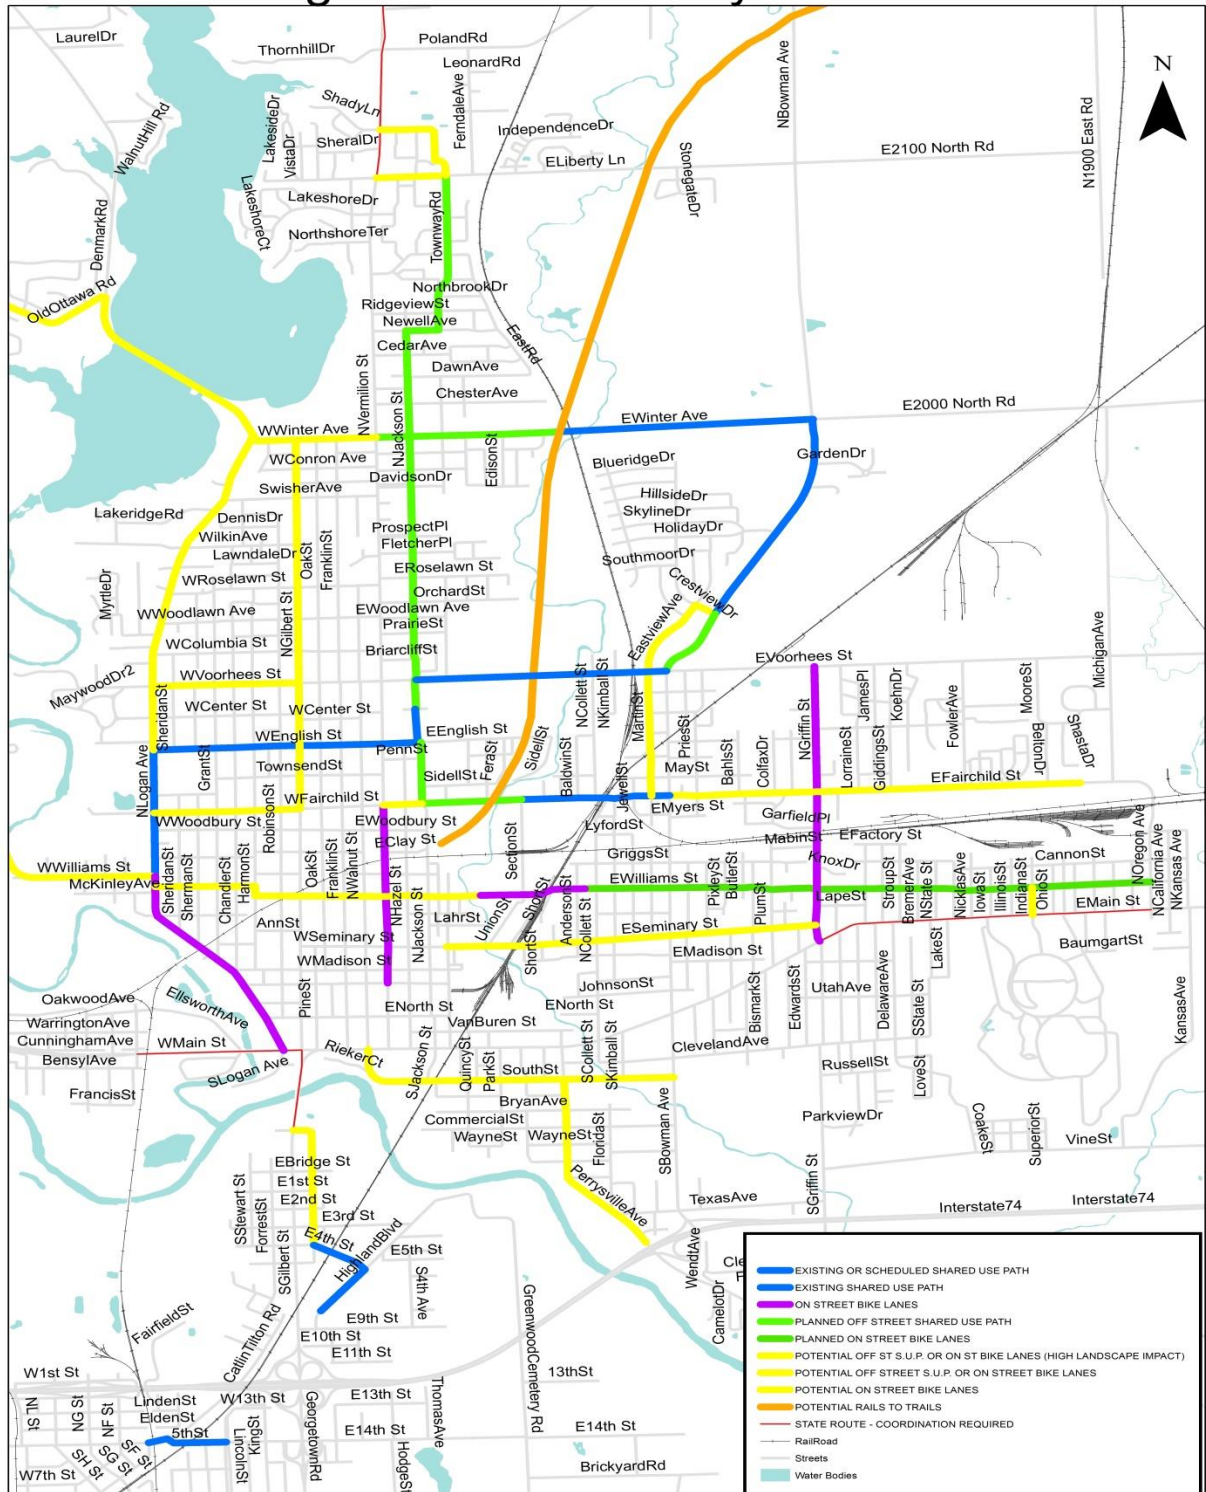 LaurelDr
PolandRd
ThornhillDr
LeonardRd
ShadyLn
FerndaleAve
NBowman Ave
N
WalnutHill Rd
LakesideDr
VistaDr
SheralDr
IndependenceDr
ELiberty Ln
StonegateDr
E2100 North Rd
N1900 East Rd
LakeshoreCt
LakeshoreDr
TownwayRd
NorthshoreTer
DenmarkRd
OldOttawa Rd
NorthbrookDr
RidgeviewSt
NewellAve
EastRd
CedarAve
NVermilion St
DawnAve
ChesterAve
NJackson St
WWinter Ave
EWinter Ave
E2000 North Rd
WConron Ave
EdisonSt
GardenDr
BlueridgeDr
SwisherAve
DavidsonDr
HillsideDr
LakeridgeRd
DennisDr
SkylineDr
WilkinAve
ProspectPl
HolidayDr
LawndaleDr
OakSt
FranklinSt
FletcherPl
SouthmoorDr
MyrtleDr
WRoselawn St
ERoselawn St
OrchardSt
CrestviewDr
WWoodlawn Ave
EWoodlawn Ave
PrairieSt
EastviewAve
WColumbia St
NGilbert St
BriarcliffSt
EVoorhees St
MichiganAve
MaywoodDr2
WVoorhees St
NCollett St
NKimball St
WCenter St
WCenter St
SheridanSt
MartinSt
PriesSt
NGriffin St
JamesPl
KoehnDr
MooreSt
WEnglish St
EEnglish St
FowlerAve
BeltonDr
ShastaDr
PennSt
NLogan Ave
GrantSt
TownsendSt
SidellSt
FeraSt
SidellSt
BaldwinSt
JewellSt
MaySt
BahlsSt
ColfaxDr
LorraineSt
GiddingsSt
EFairchild St
WFairchild St
EMyers St
WWoodbury St
EWoodbury St
RobinsonSt
EClay St
LyfordSt
GarfieldPl
MabinSt
EFactory St
WWilliams St
McKinleyAve
SheridanSt
ShermanSt
ChandlerSt
HarmonSt
OakSt
FranklinSt
NWalnut St
NHazel St
NJackson St
SectionSt
GriggsSt
KnoxDr
CannonSt
NOregon Ave
NCalifornia Ave
NKansas Ave
EWilliams St
ShortSt
AndersonSt
NCollett St
PixleySt
ButlerSt
PlumSt
LapeSt
StroupSt
BremerAve
NState St
NicklasAve
IowaSt
IllinoisSt
IndianaSt
OhioSt
EMain St
AnnSt
LahrSt
UnionSt
WSeminary St
ESeminary St
ShortSt
WMadison St
EMadison St
BaumgartSt
LakeSt
PineSt
JohnsonSt
UtahAve
DelawareAve
SState St
BismarkSt
EdwardsSt
OakwoodAve
EllsworthAve
ENorth St
ENorth St
WarringtonAve
VanBuren St
CunninghamAve
WMain St
RiekerCt
SJackson St
QuincySt
ParkSt
SCollett St
SKimball St
ClevelandAve
KansasAve
BensylAve
SLogan Ave
SouthSt
RussellSt
LoveSt
FrancisSt
BryanAve
CommercialSt
WayneSt
WayneSt
FloridaSt
SBowman Ave
ParkviewDr
CoakeSt
SuperiorSt
VineSt
EBridge St
E1st St
E2nd St
PerrysvilleAve
TexasAve
SGriffin St
Interstate74
Interstate74
SStewart St
ForrestSt
SGilbert St
E3rd St
E4th St
HighlandBlvd
E5th St
S4th Ave
WendtAve
CamelotDr
E9th St
E10th St
E11th St
GreenwoodCemetery Rd
FairfieldSt
CatlinTilton Rd
W1st St
13thSt
NL St
NG St
NF St
LindenSt
W13th St
E13th St
EldenSt
5thSt
GeorgetownRd
ThomasAve
E14th St
E14th St
SF St
SG St
SH St
LincolnSt
KingSt
HodgeSt
W7th St
BrickyardRd
EXISTING OR SCHEDULED SHARED USE PATH
EXISTING SHARED USE PATH
ON STREET BIKE LANES
PLANNED OFF STREET SHARED USE PATH
PLANNED ON STREET BIKE LANES
POTENTIAL OFF ST S.U.P. OR ON ST BIKE LANES (HIGH LANDSCAPE IMPACT)
POTENTIAL OFF STREET S.U.P. OR ON STREET BIKE LANES
POTENTIAL ON STREET BIKE LANES
POTENTIAL RAILS TO TRAILS
STATE ROUTE - COORDINATION REQUIRED
RailRoad
Streets
Water Bodies